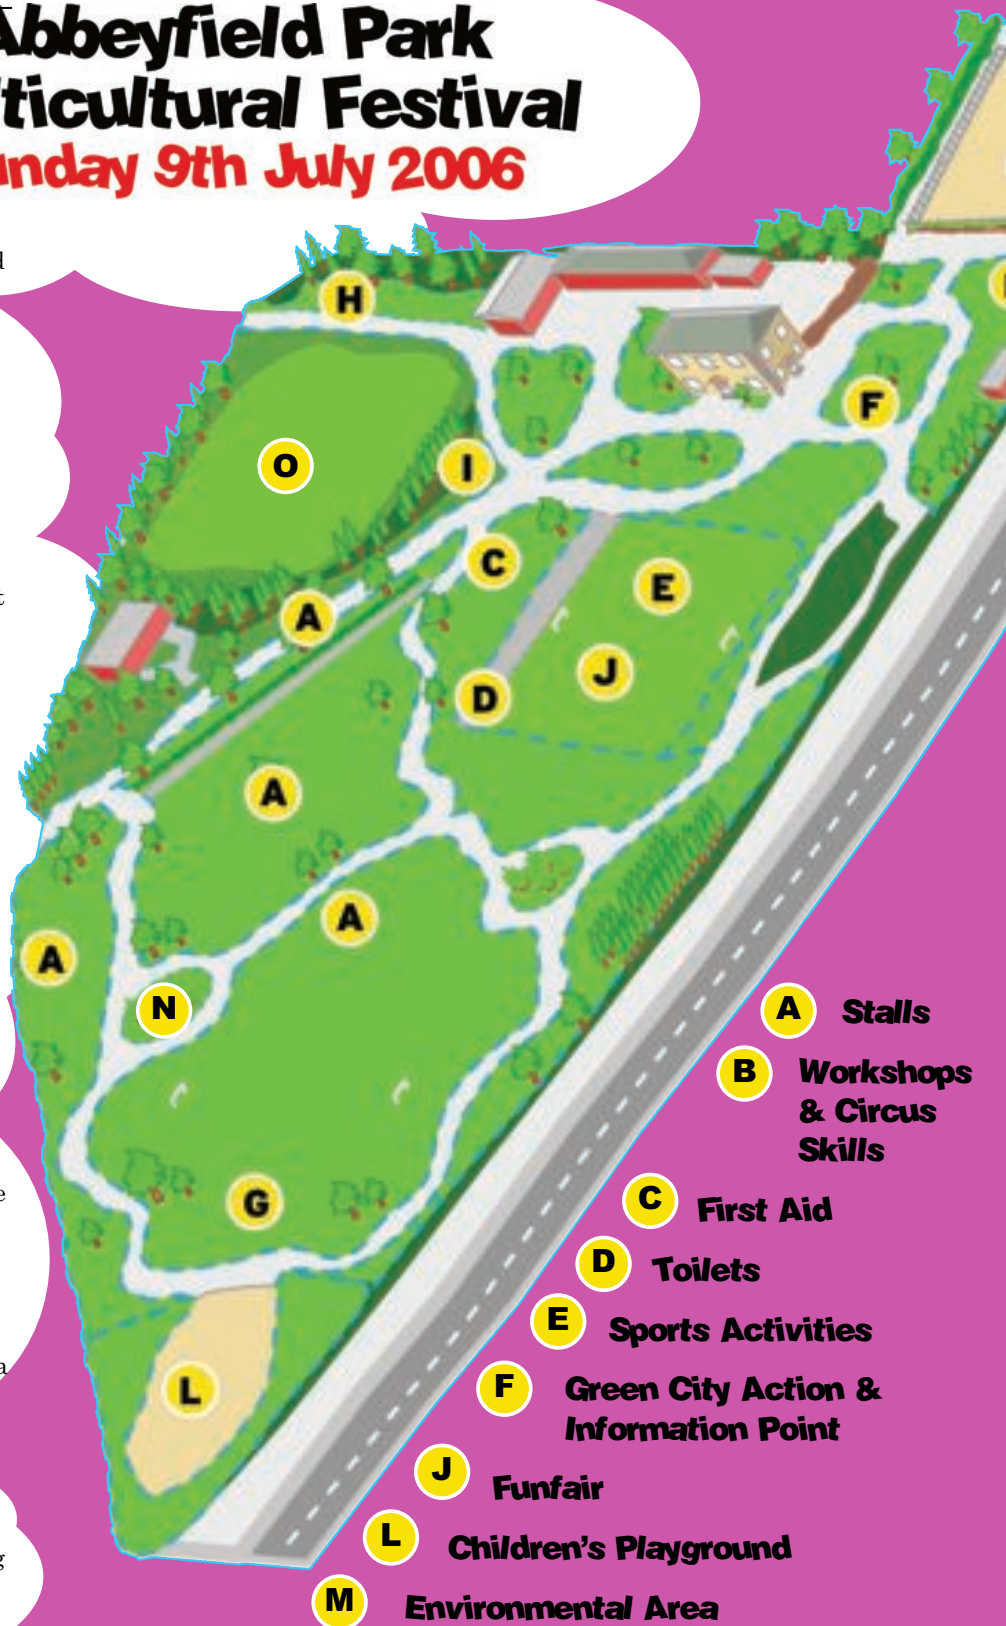 Abbeyfield Park
ticultural Festival
unday 9th July 2006
d
t
e
a
g
H
O
I
F
C
E
A
J
D
A
A
A
N
G
L
A Stalls
B Workshops
& Circus
Skills
C First Aid
D Toilets
E Sports Activities
F Green City Action &
Information Point
J Funfair
L Children's Playground
M Environmental Area